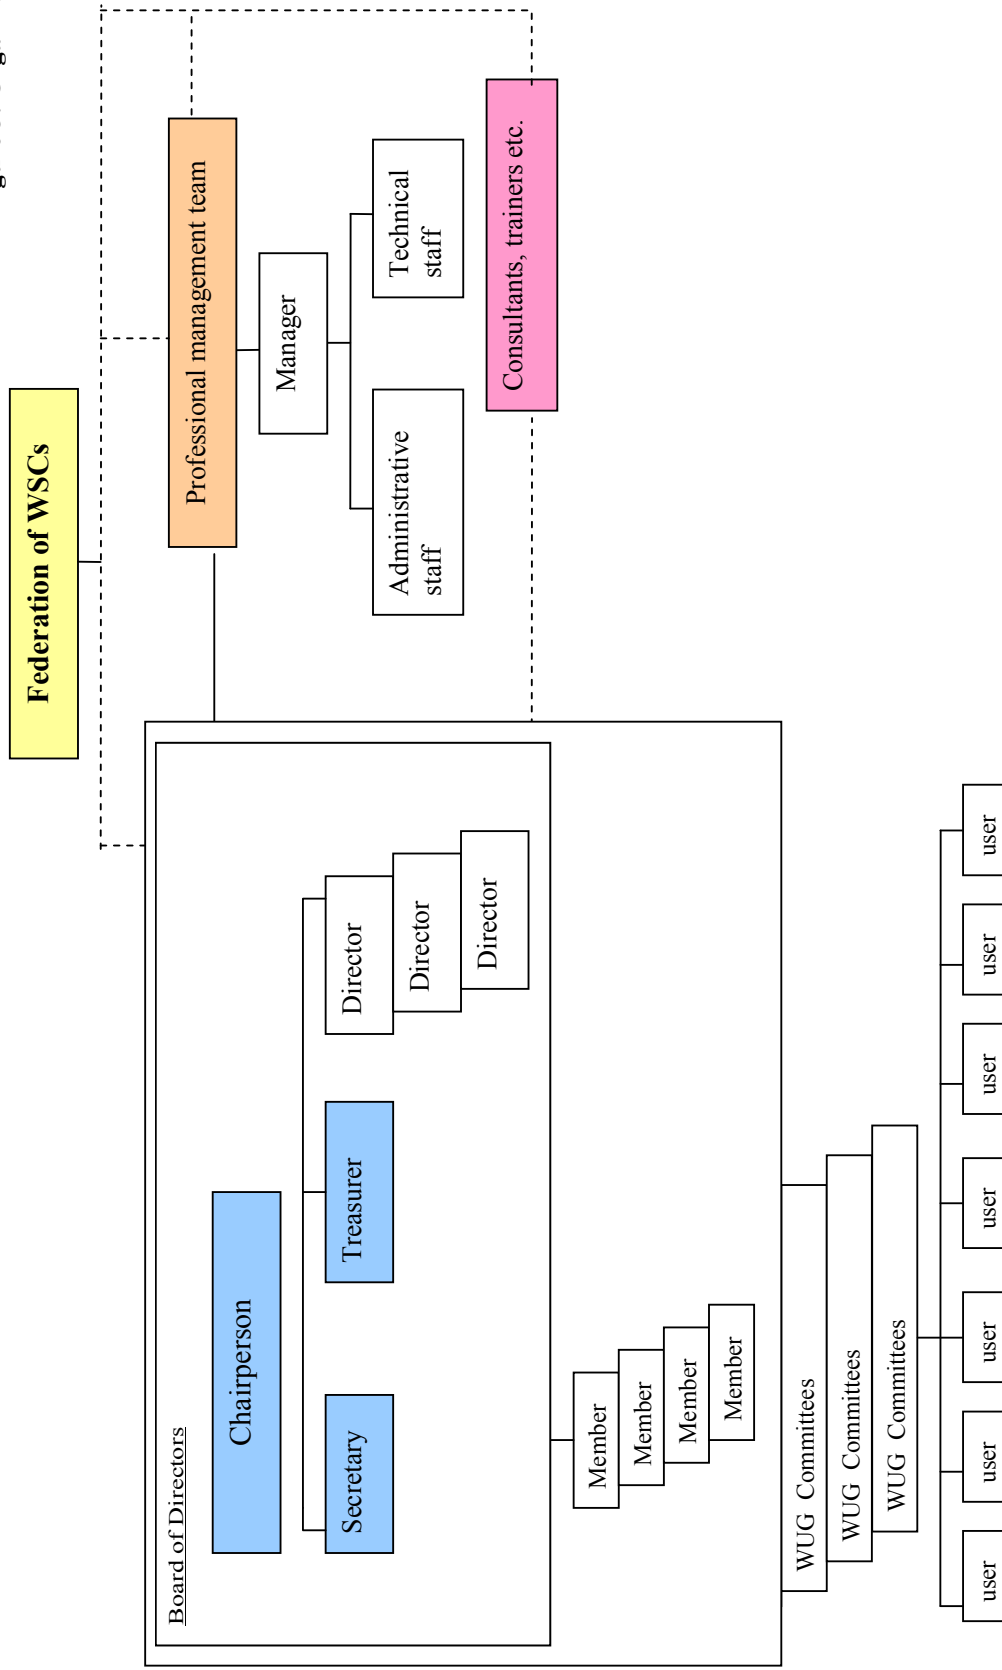 Federation of WSCs
Board of Directors
Chairperson
Secretary
Treasurer
Director
Director
Director
Member
Member
Member
Member
Professional management team
Manager
Administrative
staff
Technical
staff
Consultants, trainers etc.
WUG Committees
WUG Committees
WUG Committees
user
user
user
user
user
user
user